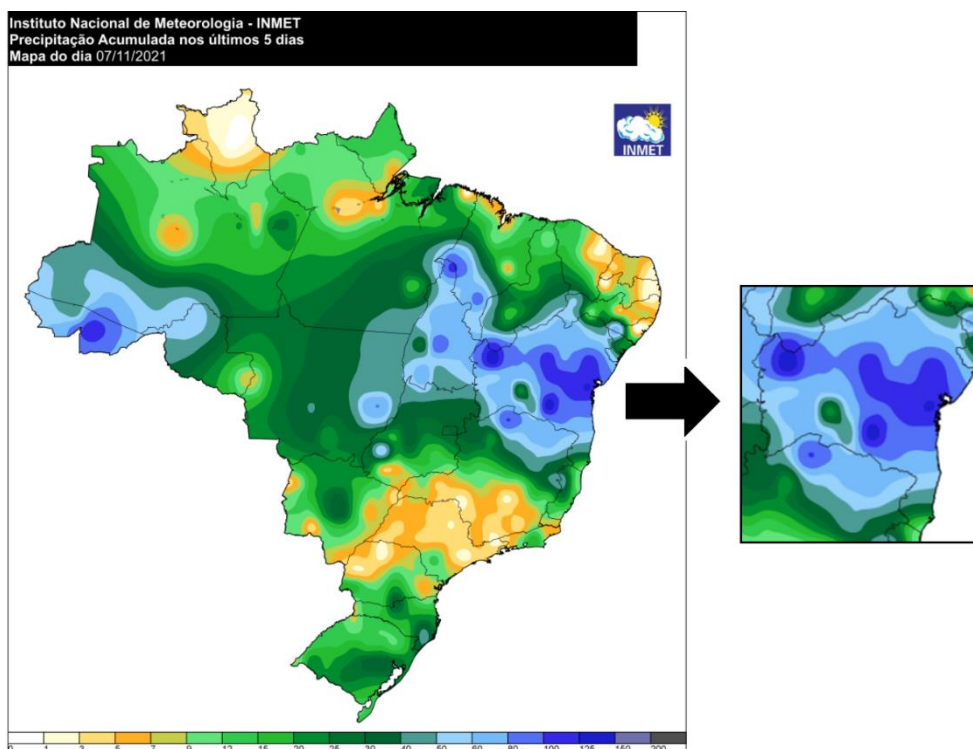 Instituto Nacional de Meteorologia - INMET
Precipitação Acumulada nos últimos 5 dias
Mapa do dia 07/11/2021
INMET
0 1 3 5 7 9 12 15 20 25 30 40 50 60 80 100 125 150 200